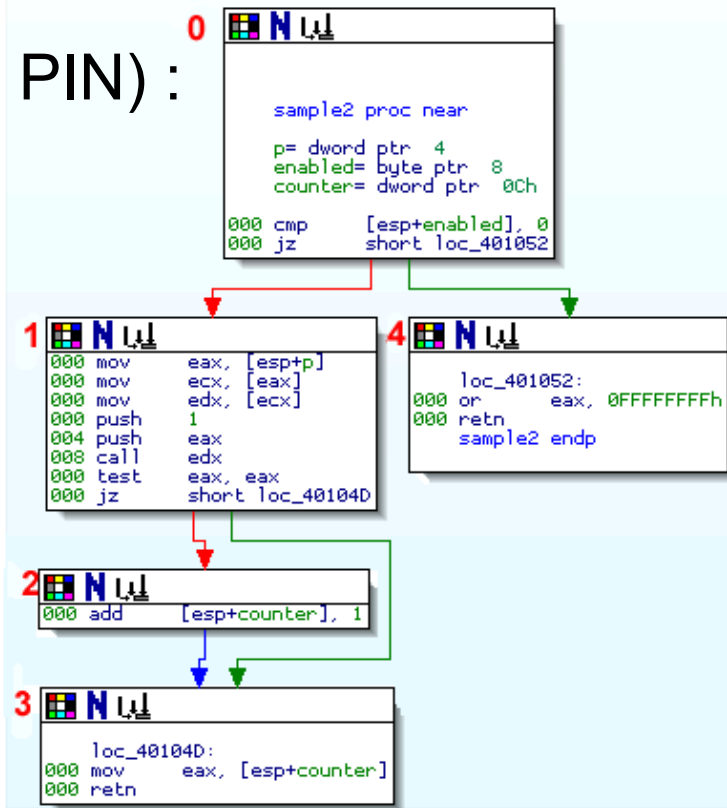 PIN) :
0
N
sample2 proc near
p= dword ptr  4
enabled= byte ptr  8
counter= dword ptr  0Ch
000 cmp     [esp+enabled], 0
000 jz      short loc_401052
1
N
000 mov     eax, [esp+p]
000 mov     ecx, [eax]
000 mov     edx, [ecx]
000 push    1
004 push    eax
008 call    edx
000 test    eax, eax
000 jz      short loc_40104D
4
N
loc_401052:
000 or      eax, 0FFFFFFFFh
000 retn
sample2 endp
2
N
000 add     [esp+counter], 1
3
N
loc_40104D:
000 mov     eax, [esp+counter]
000 retn